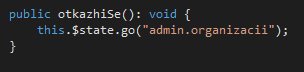 public otkazhiSe(): void {
    this.$state.go("admin.organizacii");
}